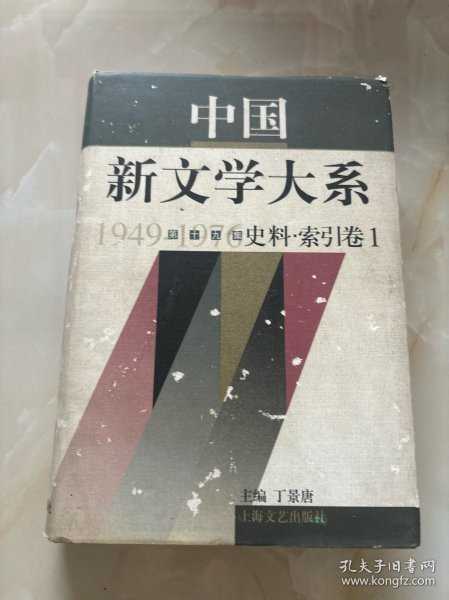 中国
新文学大系
1949-1976 第十九集 史料·索引卷1
主编 丁景唐
上海文艺出版社
孔夫子旧书网
www.kongfz.com